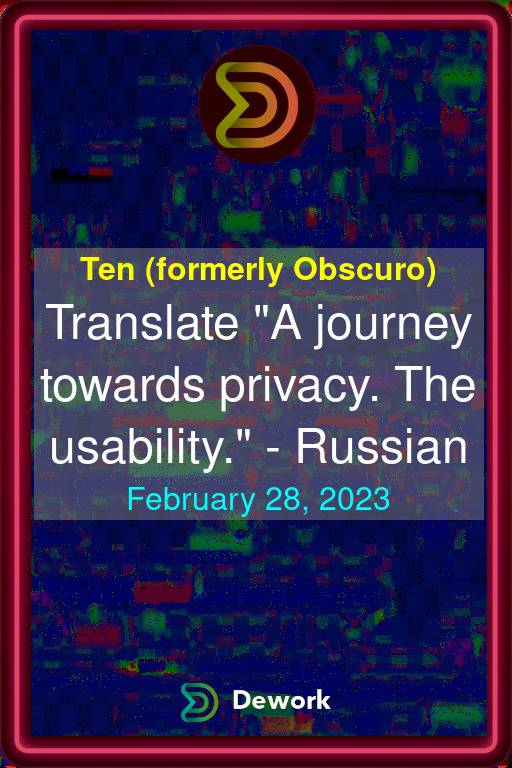 Ten (formerly Obscuro)
Translate "A journey
towards privacy. The
usability." - Russian
February 28, 2023
Dework